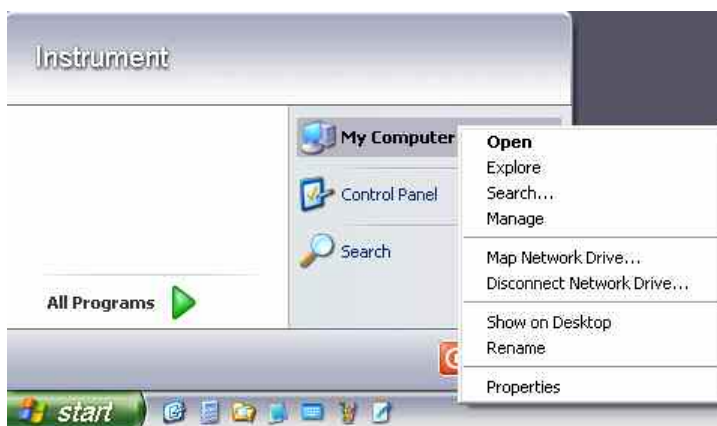 Instrument
My Computer
Control Panel
Search
All Programs
Open
Explore
Search...
Manage
Map Network Drive...
Disconnect Network Drive...
Show on Desktop
Rename
Properties
start